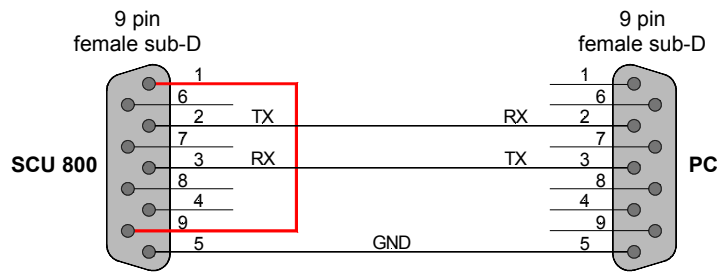 9 pin
female sub-D
9 pin
female sub-D
1
1
6
6
2 TX RX 2
7
7
SCU 800
3 RX TX 3
PC
8
8
4
4
9
9
5 GND 5